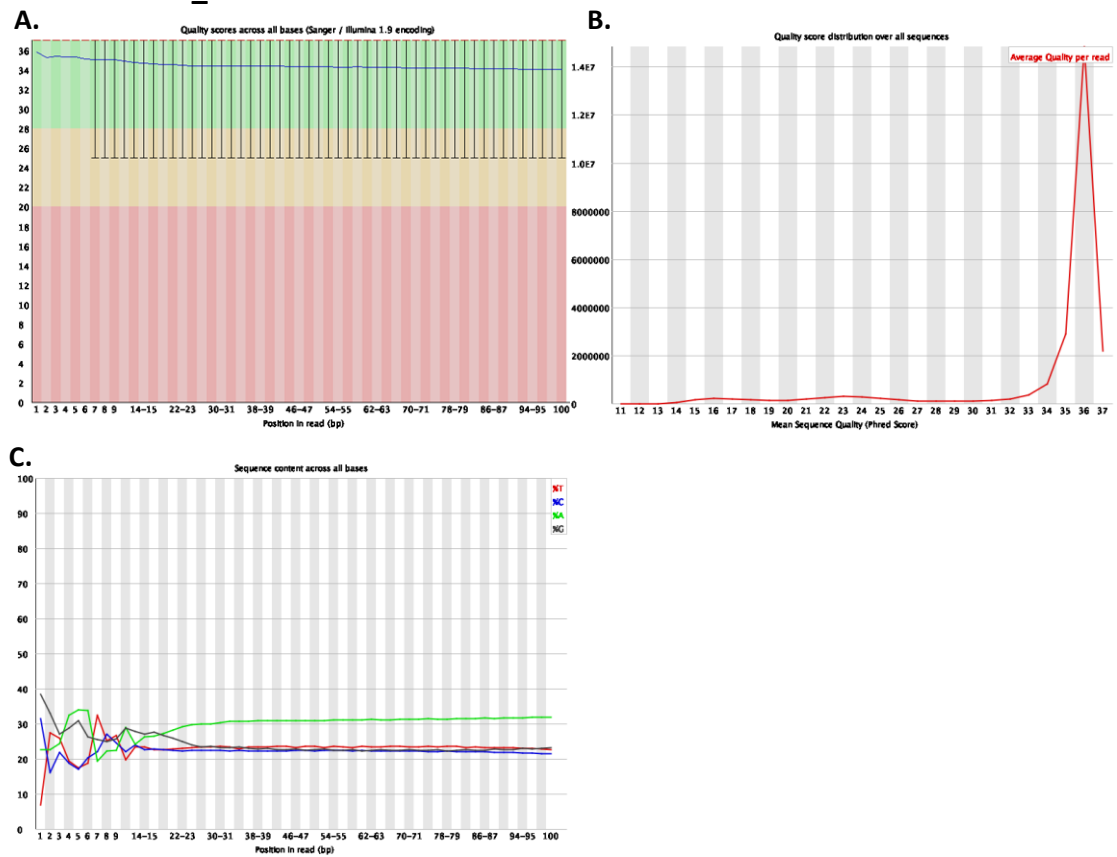 A.
Quality scores across all bases (Sanger / Illumina 1.9 encoding)
36
34
32
30
28
26
24
22
20
18
16
14
12
10
8
6
4
2
0
1 2 3 4 5 6 7 8 9 14-15 22-23 30-31 38-39 46-47 54-55 62-63 70-71 78-79 86-87 94-95 100
Position in read (bp)
B.
Quality score distribution over all sequences
Average Quality per read
1.4E7
1.2E7
1.0E7
8000000
6000000
4000000
2000000
0
11 12 13 14 15 16 17 18 19 20 21 22 23 24 25 26 27 28 29 30 31 32 33 34 35 36 37
Mean Sequence Quality (Phred Score)
C.
Sequence content across all bases
100
90
80
70
60
50
40
30
20
10
0
%T
%C
%A
%G
1 2 3 4 5 6 7 8 9 14-15 22-23 30-31 38-39 46-47 54-55 62-63 70-71 78-79 86-87 94-95 100
Position in read (bp)